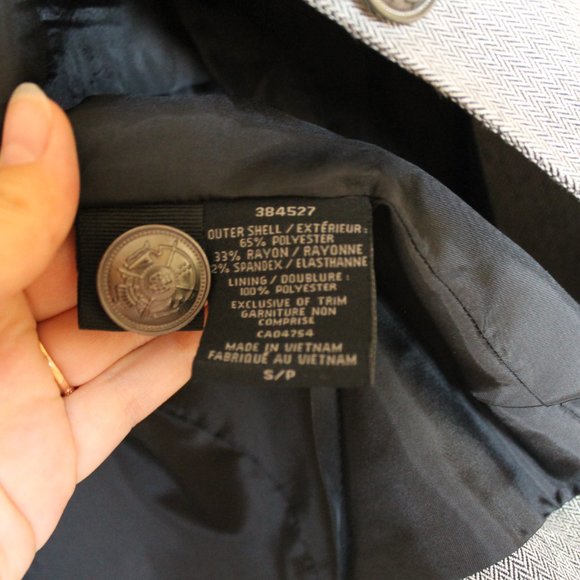 384527
OUTER SHELL / EXTÉRIEUR :
65% POLYESTER
33% RAYON / RAYONNE
2% SPANDEX / ELASTHANNE
LINING / DOUBLURE :
100% POLYESTER
EXCLUSIVE OF TRIM
GARNITURE NON
COMPRISE
CA04754
MADE IN VIETNAM
FABRIQUÉ AU VIETNAM
S/P